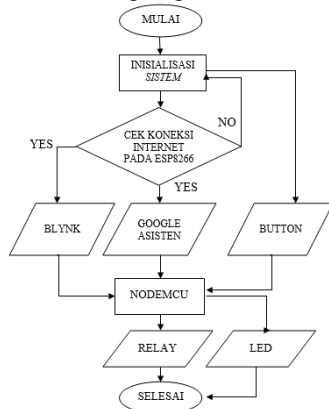 MULAI
INISIALISASI
SISTEM
CEK KONEKSI
INTERNET
PADA ESP8266
NO
YES
YES
BLYNK
GOOGLE
ASISTEN
BUTTON
NODEMCU
RELAY
LED
SELESAI